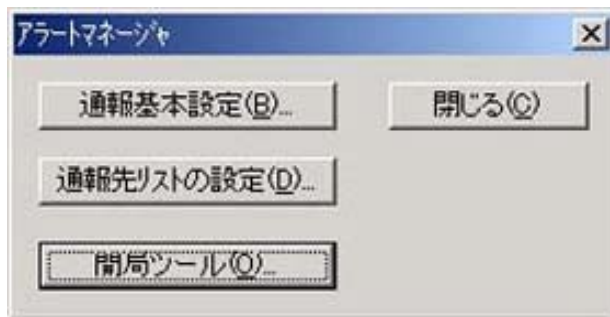 アラートマネージャ
通報基本設定(B)...
閉じる(C)
通報先リストの設定(D)...
開局ツール(O)...